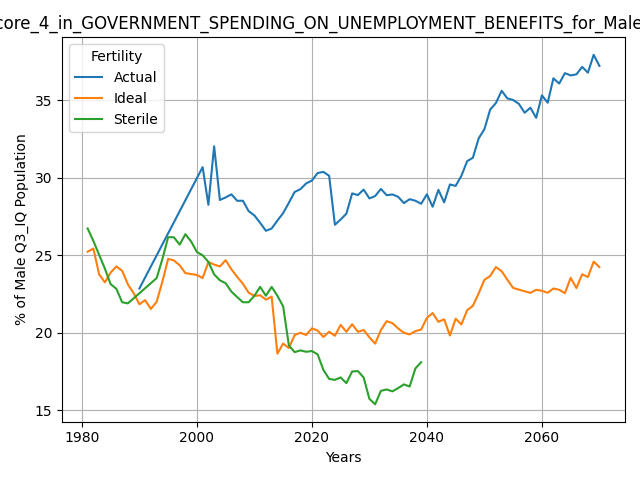 core_4_in_GOVERNMENT_SPENDING_ON_UNEMPLOYMENT_BENEFITS_for_Male
Fertility
Actual
Ideal
Sterile
% of Male Q3_IQ Population
35
30
25
20
15
1980 2000 2020 2040 2060
Years